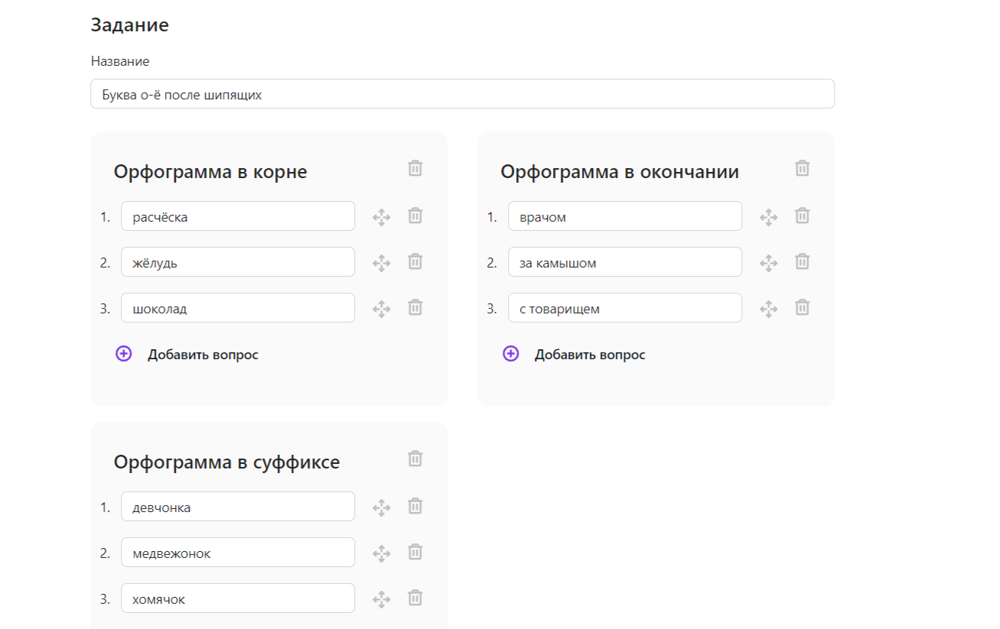 Задание
Название
Буква о-ё после шипящих
Орфограмма в корне
1. расчёска
2. жёлудь
3. шоколад
Добавить вопрос
Орфограмма в окончании
1. врачом
2. за камышом
3. с товарищем
Добавить вопрос
Орфограмма в суффиксе
1. девчонка
2. медвежонок
3. хомячок